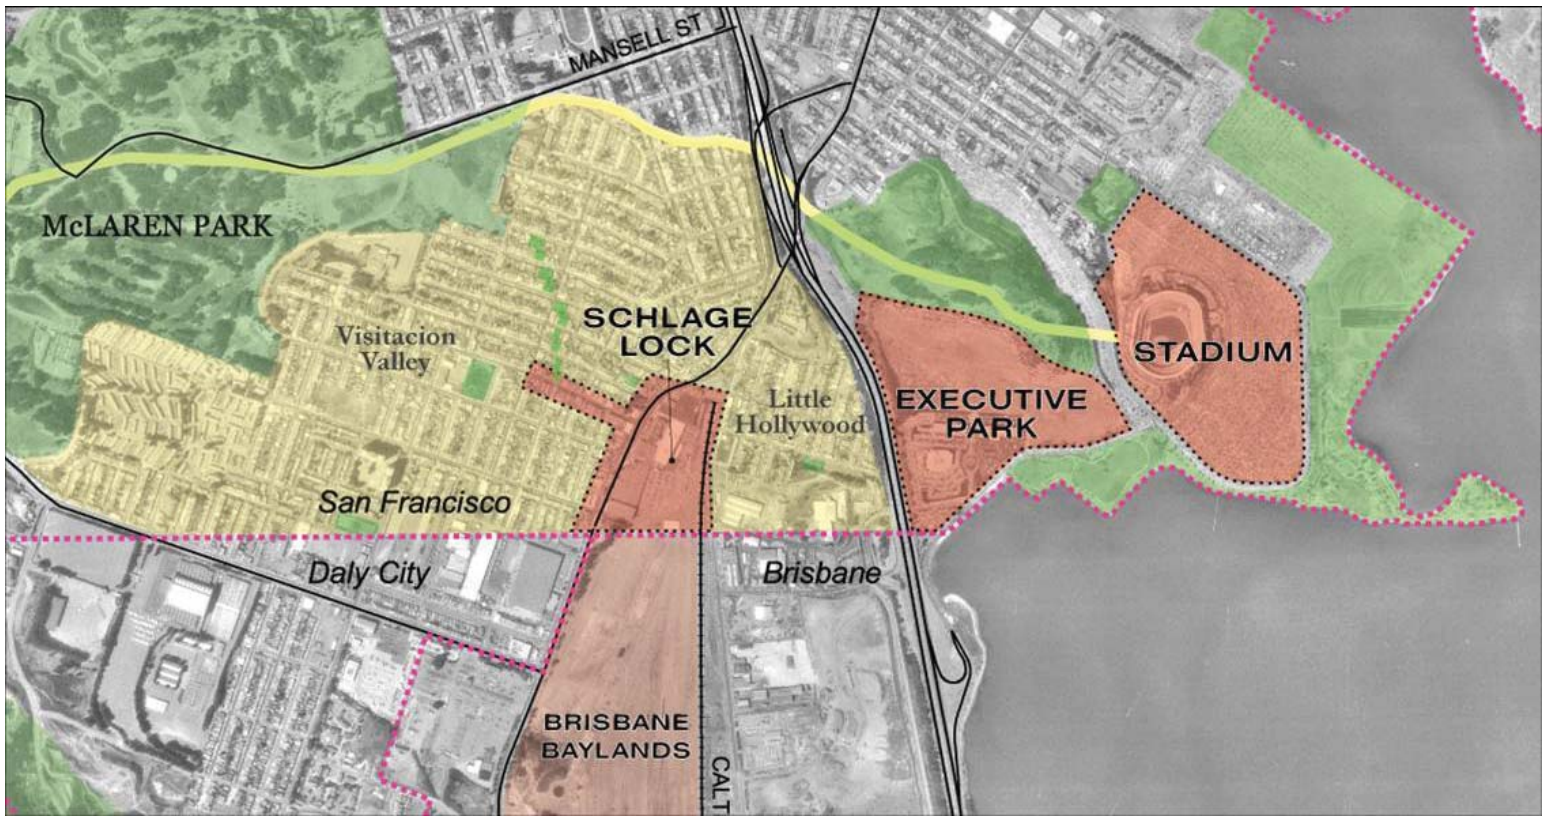 MANSELL ST
McLAREN PARK
SCHLAGE
LOCK
Visitacion
Valley
STADIUM
Little
Hollywood
EXECUTIVE
PARK
San Francisco
Daly City
Brisbane
BRISBANE
BAYLANDS
CALT